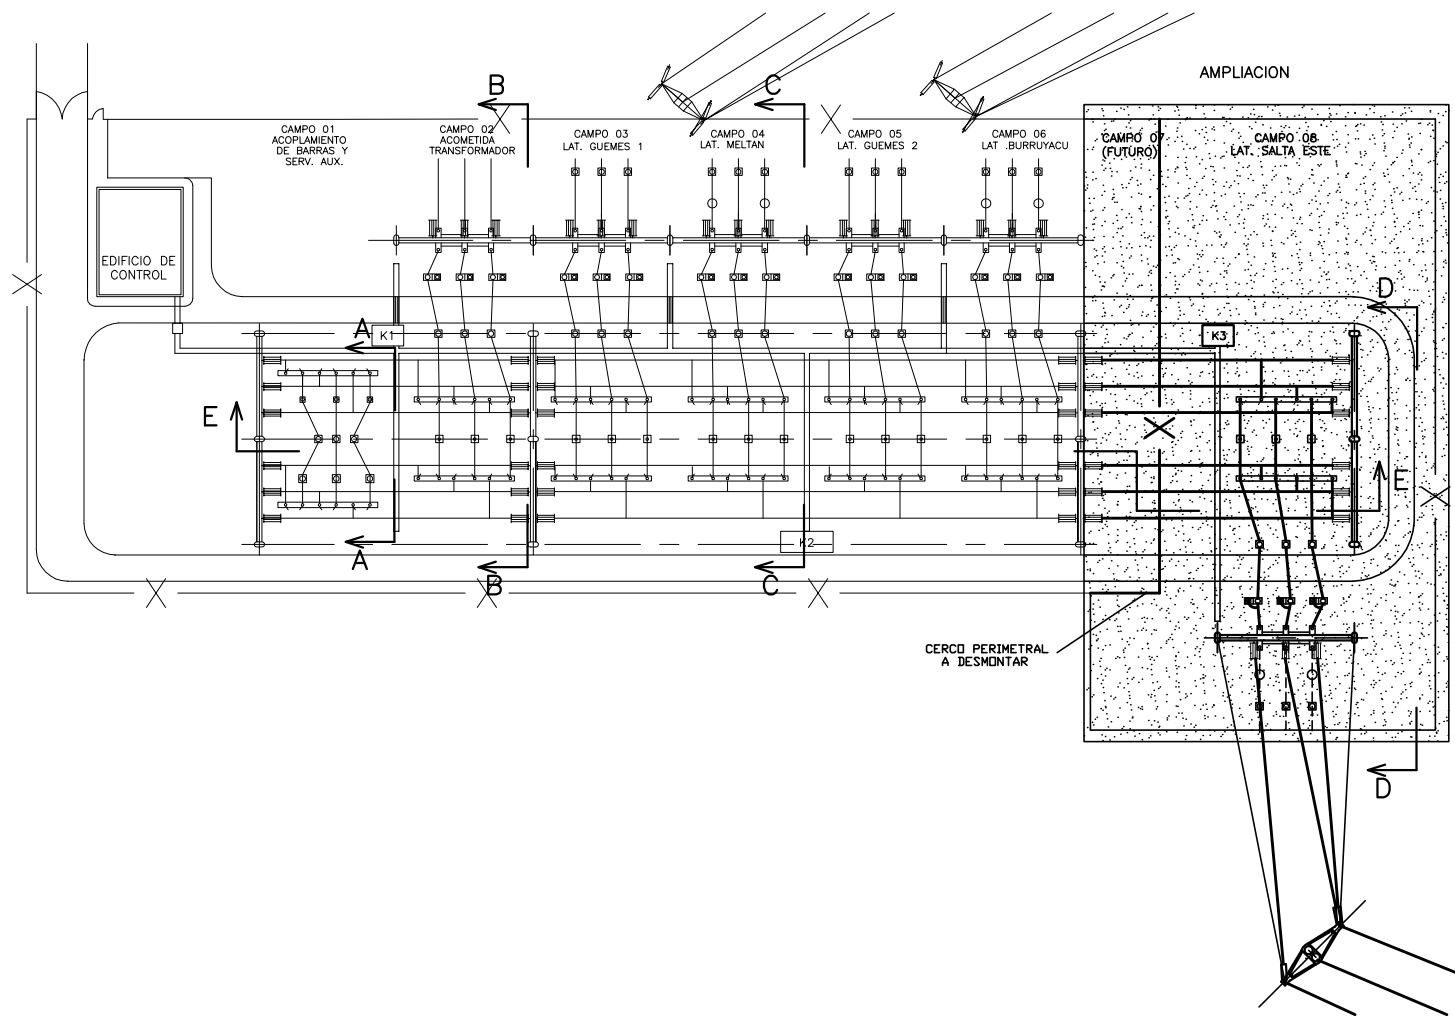 AMPLIACION
B
C
CAMPO 01
ACOPLAMIENTO
DE BARRAS Y
SERV. AUX.
CAMPO 02
ACOMETIDA
TRANSFORMADOR
CAMPO 03
LAT. GUEMES 1
CAMPO 04
LAT. MELTAN
CAMPO 05
LAT. GUEMES 2
CAMPO 06
LAT .BURRUYACU
CAMPO 07
(FUTURO)
CAMPO 08
LAT. SALTA ESTE
EDIFICIO DE
CONTROL
D
A
K1
K3
E
E
K2
A
B
C
CERCO PERIMETRAL
A DESMONTAR
D